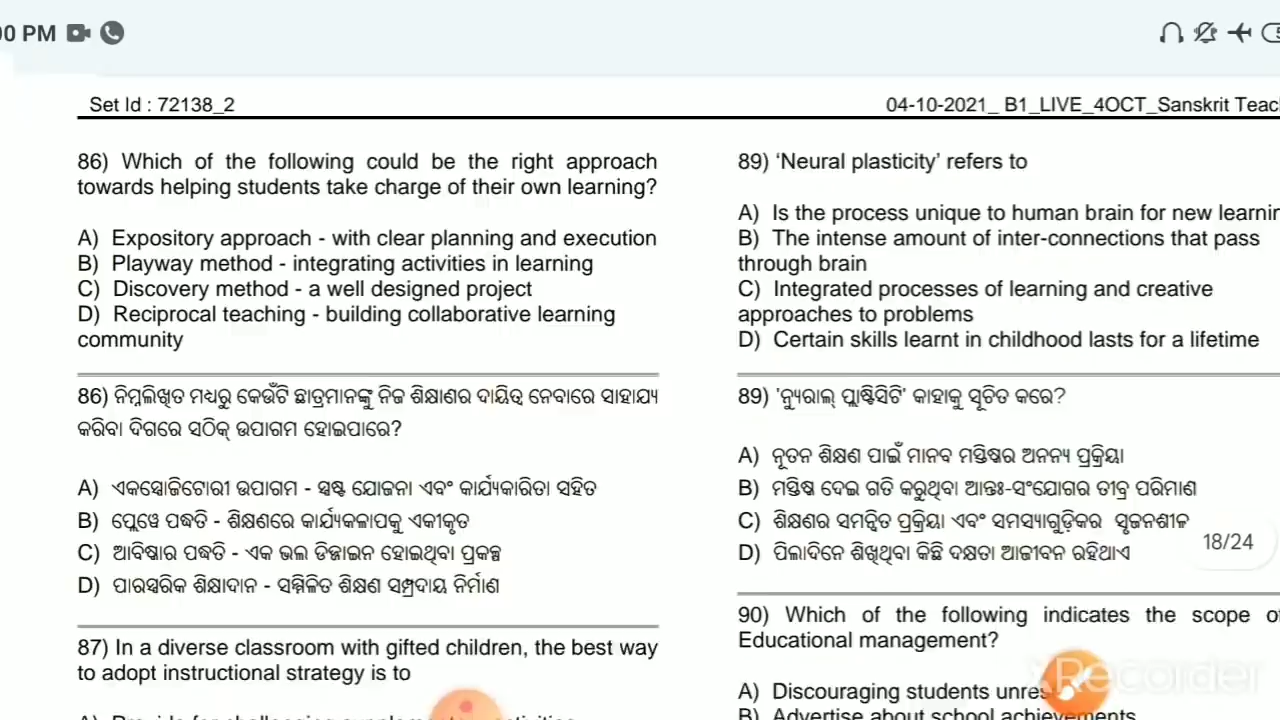 00 PM
Set Id : 72138_2
04-10-2021_ B1_LIVE_4OCT_Sanskrit
86) Which of the following could be the right approach
towards helping students take charge of their own learning?
A) Expository approach - with clear planning and execution
B) Playway method - integrating activities in learning
C) Discovery method - a well designed project
D) Reciprocal teaching - building collaborative learning
community
86) ନିମ୍ନଲିଖିତ ମଧ୍ୟରୁ କେଉଁଟି ଛାତ୍ରମାନଙ୍କୁ ନିଜ ଶିକ୍ଷାଣର ଦାୟିତ୍ଵ ନେବାରେ ସାହାଯ୍ୟ
କରିବା ଦିଗରେ ସଠିକ୍ ଉପାଗମ ହୋଇପାରେ?
A) ଏକସ୍ପୋଜିଟୋରୀ ଉପାଗମ - ସ୍ପଷ୍ଟ ଯୋଜନା ଏବଂ କାର୍ଯ୍ୟକାରିତା ସହିତ
B) ପ୍ଲେୱେ ପଦ୍ଧତି - ଶିକ୍ଷଣରେ କାର୍ଯ୍ୟକଳାପକୁ ଏକୀକୃତ
C) ଆବିଷ୍କାର ପଦ୍ଧତି - ଏକ ଭଲ ଡିଜାଇନ ହୋଇଥିବା ପ୍ରକଳ୍ପ
D) ପାରସ୍ପରିକ ଶିକ୍ଷାଦାନ - ସମ୍ମିଳିତ ଶିକ୍ଷଣ ସମ୍ପ୍ରଦାୟ ନିର୍ମାଣ
87) In a diverse classroom with gifted children, the best way
to adopt instructional strategy is to
89) ‘Neural plasticity’ refers to
A) Is the process unique to human brain for new
B) The intense amount of inter-connections that pass
through brain
C) Integrated processes of learning and creative
approaches to problems
D) Certain skills learnt in childhood lasts for a lifetime
89) 'ନ୍ୟୁରାଲ୍ ପ୍ଲାଷ୍ଟିସିଟି' କାହାକୁ ସୂଚିତ କରେ?
A) ନୂତନ ଶିକ୍ଷଣ ପାଇଁ ମାନବ ମସ୍ତିଷ୍କର ଅନନ୍ୟ ପ୍ରକ୍ରିୟା
B) ମସ୍ତିଷ୍କ ଦେଇ ଗତି କରୁଥିବା ଆନ୍ତଃ-ସଂଯୋଗର ତୀବ୍ର ପରିମାଣ
C) ଶିକ୍ଷଣର ସମନ୍ୱିତ ପ୍ରକ୍ରିୟା ଏବଂ ସମସ୍ୟାଗୁଡ଼ିକର ସୃଜନଶୀଳ
D) ପିଲାଦିନେ ଶିଖିଥିବା କିଛି ଦକ୍ଷତା ଆଜୀବନ ରହିଥାଏ
18/24
90) Which of the following indicates the scope of
Educational management?
A) Discouraging students
B) Advertise about school achievements
XRecorder